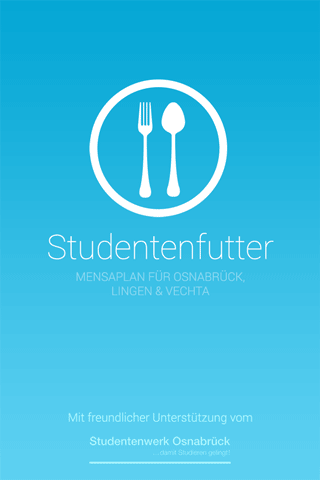 Studentenfutter
MENSAPLAN FÜR OSNABRÜCK,
LINGEN & VECHTA
Mit freundlicher Unterstützung vom
Studentenwerk Osnabrück
...damit Studieren gelingt!